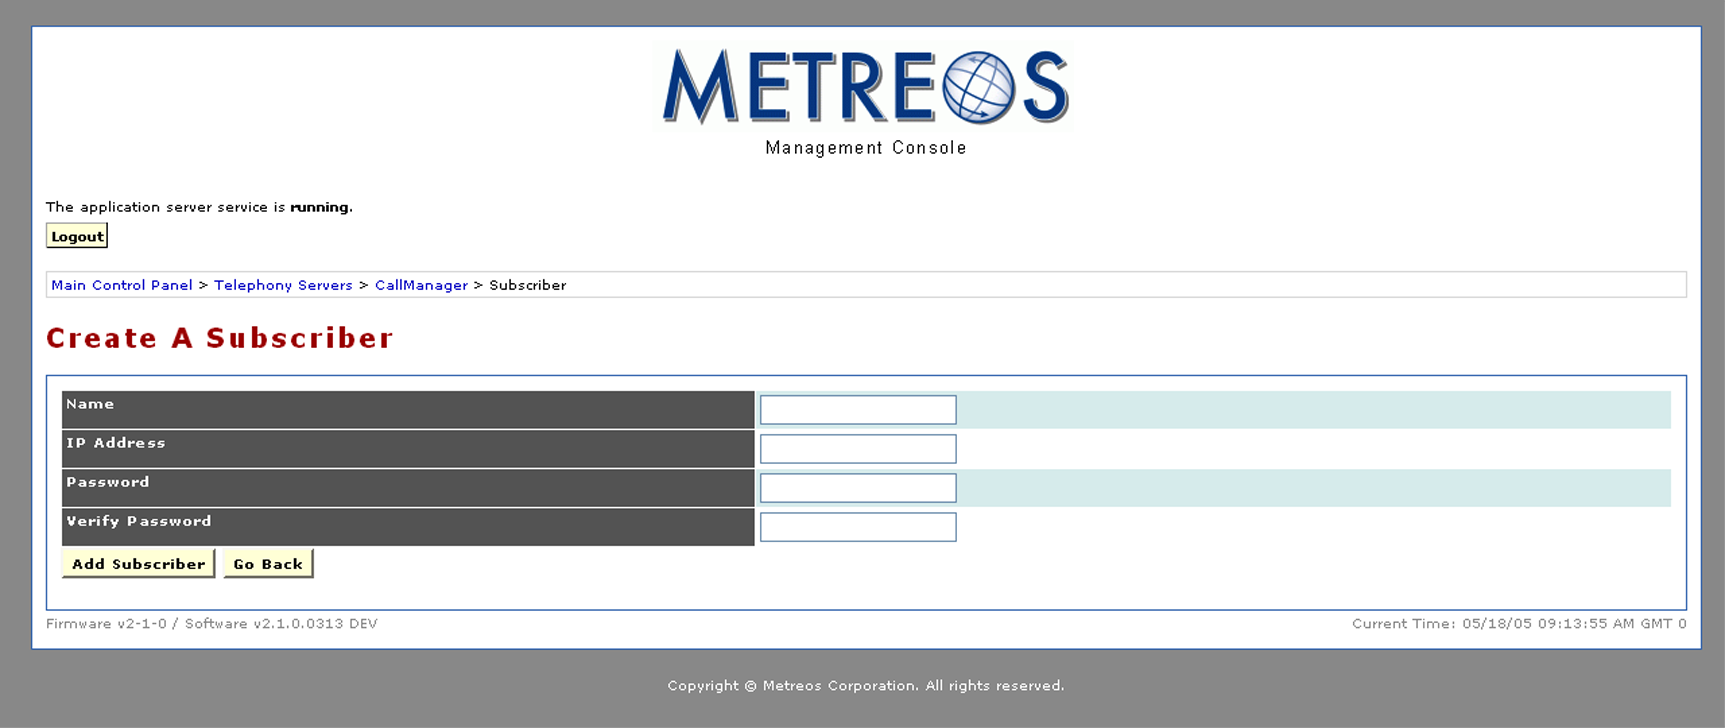 METREOS
Management Console
The application server service is running.
Logout
Main Control Panel > Telephony Servers > CallManager > Subscriber
Create A Subscriber
Name
IP Address
Password
Verify Password
Add Subscriber Go Back
Firmware v2-1-0 / Software v2.1.0.0313 DEV Current Time: 05/18/05 09:13:55 AM GMT 0
Copyright © Metreos Corporation. All rights reserved.